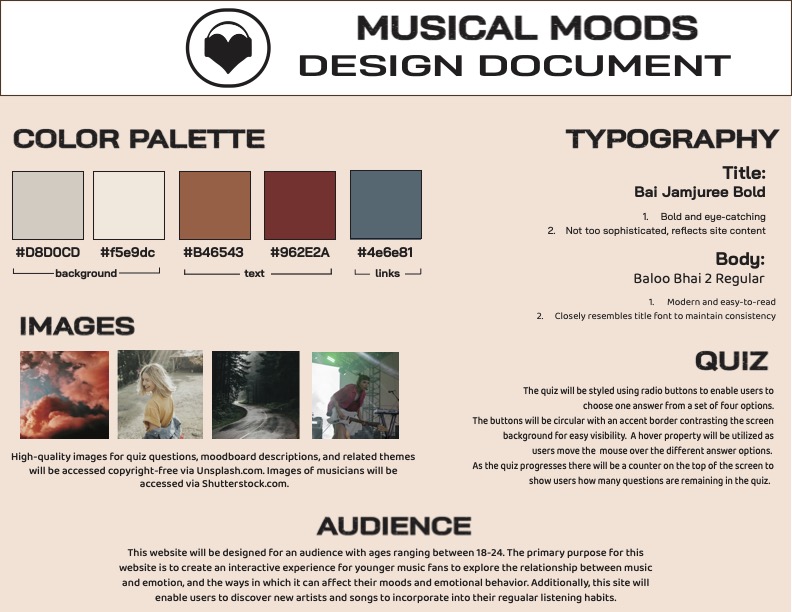 MUSICAL MOODS
DESIGN DOCUMENT
COLOR PALETTE
#D8D0CD #f5e9dc #B46543 #962E2A #4e6e81
background text links
IMAGES
High-quality images for quiz questions, moodboard descriptions, and related themes
will be accessed copyright-free via Unsplash.com. Images of musicians will be
accessed via Shutterstock.com.
TYPOGRAPHY
Title:
Bai Jamjuree Bold
1. Bold and eye-catching
2. Not too sophisticated, reflects site content
Body:
Baloo Bhai 2 Regular
1. Modern and easy-to-read
2. Closely resembles title font to maintain consistency
QUIZ
The quiz will be styled using radio buttons to enable users to
choose one answer from a set of four options.
The buttons will be circular with an accent border contrasting the screen
background for easy visibility. A hover property will be utilized as
users move the mouse over the different answer options.
As the quiz progresses there will be a counter on the top of the screen to
show users how many questions are remaining in the quiz.
AUDIENCE
This website will be designed for an audience with ages ranging between 18-24. The primary purpose for this
website is to create an interactive experience for younger music fans to explore the relationship between music
and emotion, and the ways in which it can affect their moods and emotional behavior. Additionally, this site will
enable users to discover new artists and songs to incorporate into their regualar listening habits.